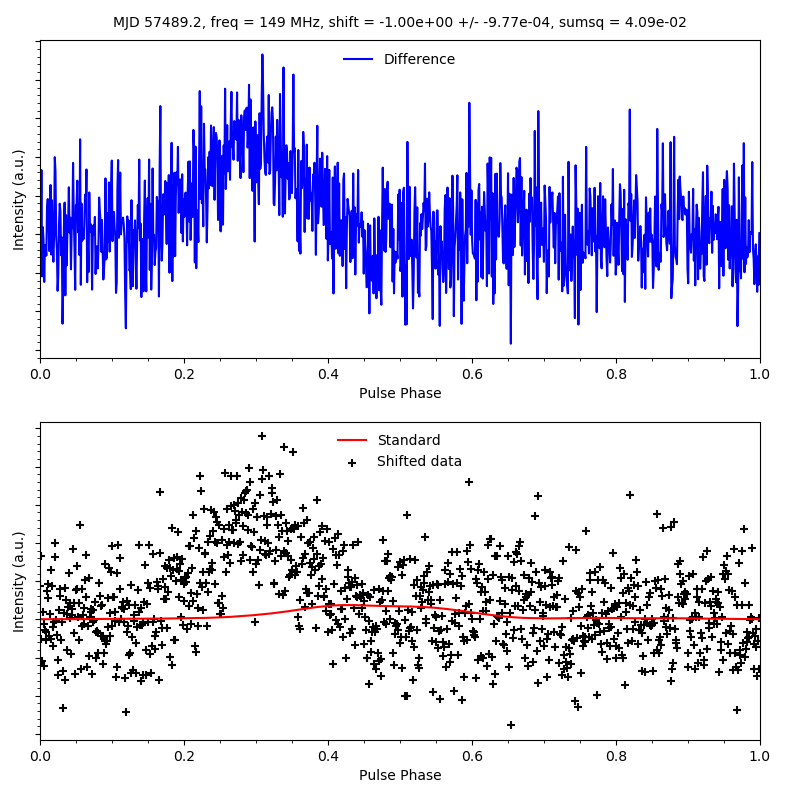 MJD 57489.2, freq = 149 MHz, shift = -1.00e+00 +/- -9.77e-04, sumsq = 4.09e-02
Difference
Intensity (a.u.)
0.0 0.2 0.4 0.6 0.8 1.0
Pulse Phase
Standard
Shifted data
Intensity (a.u.)
0.0 0.2 0.4 0.6 0.8 1.0
Pulse Phase